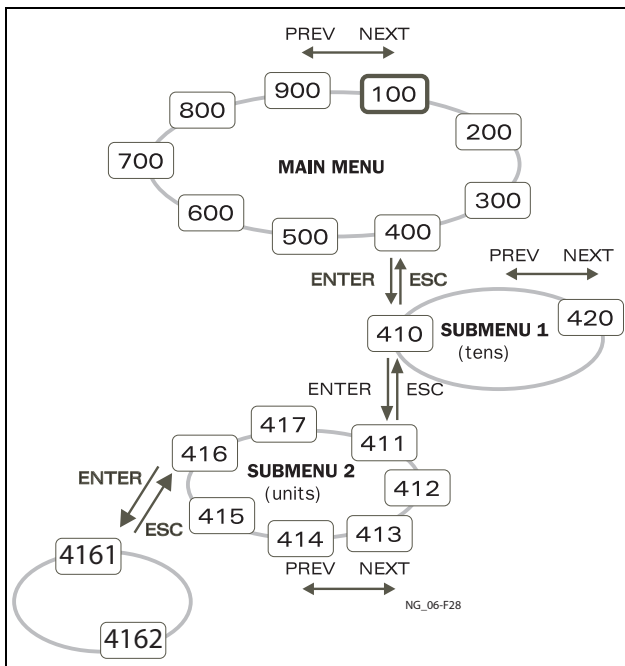 PREV NEXT
900 100
800 200
700 MAIN MENU
300
600
500 400
PREV NEXT
ENTER ESC
420
410 SUBMENU 1
(tens)
ENTER ESC
417 411
416
ENTER SUBMENU 2
412
(units)
415
ESC 414 413
4161
PREV NEXT
NG_06-F28
4162